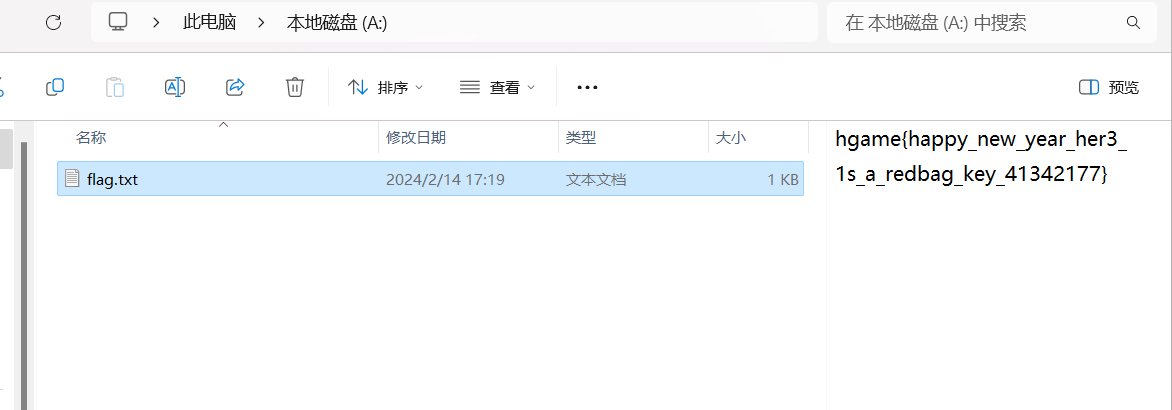 此电脑 > 本地磁盘 (A:)
在 本地磁盘 (A:) 中搜索
排序 查看 预览
名称 修改日期 类型 大小
flag.txt 2024/2/14 17:19 文本文档 1 KB
hgame{happy_new_year_her3_
1s_a_redbag_key_41342177}